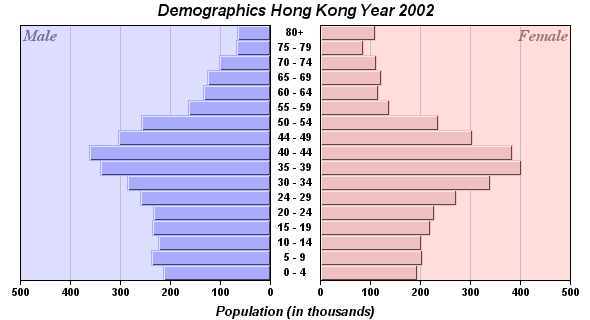 Demographics Hong Kong Year 2002
Male
Female
80+
75 - 79
70 - 74
65 - 69
60 - 64
55 - 59
50 - 54
44 - 49
40 - 44
35 - 39
30 - 34
24 - 29
20 - 24
15 - 19
10 - 14
5 - 9
0 - 4
500 400 300 200 100 0 0 100 200 300 400 500
Population (in thousands)